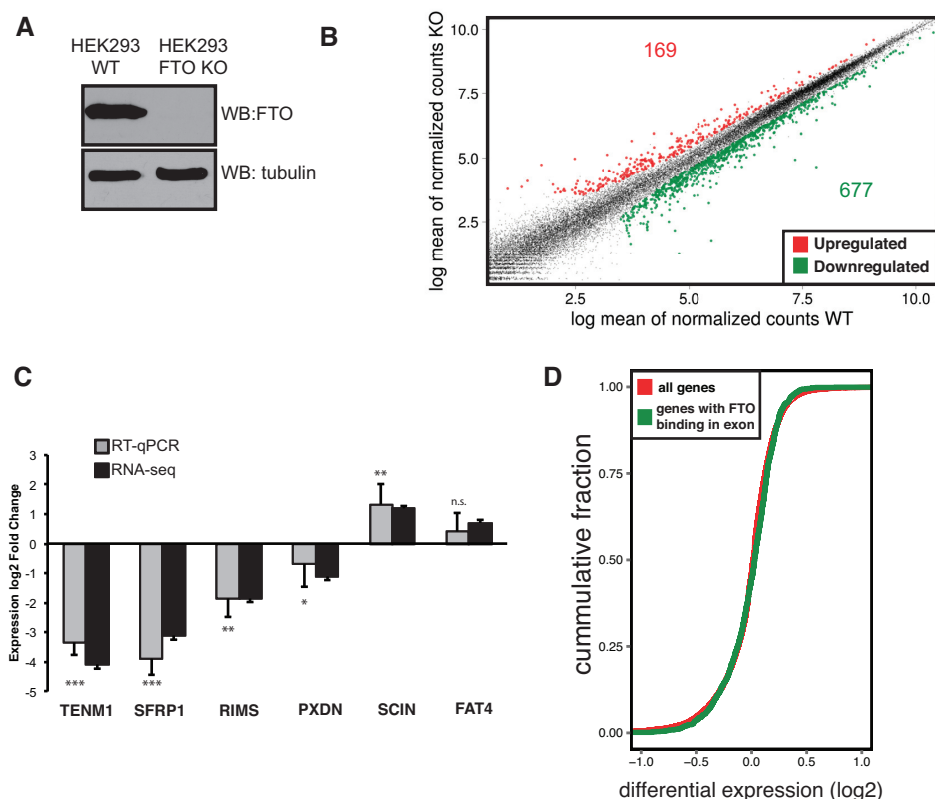 A
HEK293 WT
HEK293 FTO KO
WB:FTO
WB: tubulin
B
log mean of normalized counts KO
10.0
7.5
5.0
2.5
169
677
Upregulated
Downregulated
2.5 5.0 7.5 10.0
log mean of normalized counts WT
C
RT-qPCR
RNA-seq
Expression log2 Fold Change
3
2
1
0
-1
-2
-3
-4
-5
***
***
**
*
**
n.s.
TENM1 SFRP1 RIMS PXDN SCIN FAT4
D
all genes
genes with FTO
binding in exon
cummulative fraction
1.00
0.75
0.50
0.25
0.00
−1.0 −0.5 0.0 0.5 1.0
differential expression (log2)